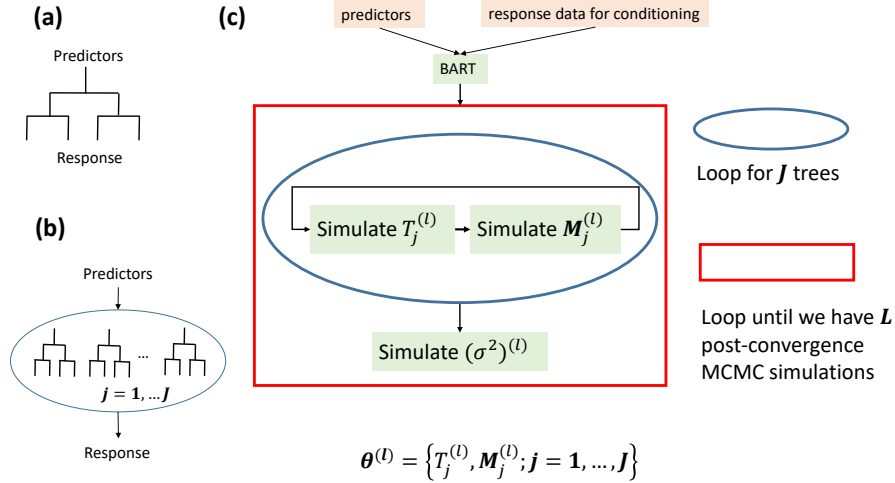 (a)
Predictors
Response
(b)
Predictors
...
j = 1, … J
Response
(c)
predictors
response data for conditioning
BART
Simulate T_j^{(l)}
Simulate M_j^{(l)}
Simulate (σ²)^{(l)}
Loop for J trees
Loop until we have L
post-convergence
MCMC simulations
θ^{(l)} = {T_j^{(l)}, M_j^{(l)}; j = 1, … , J}